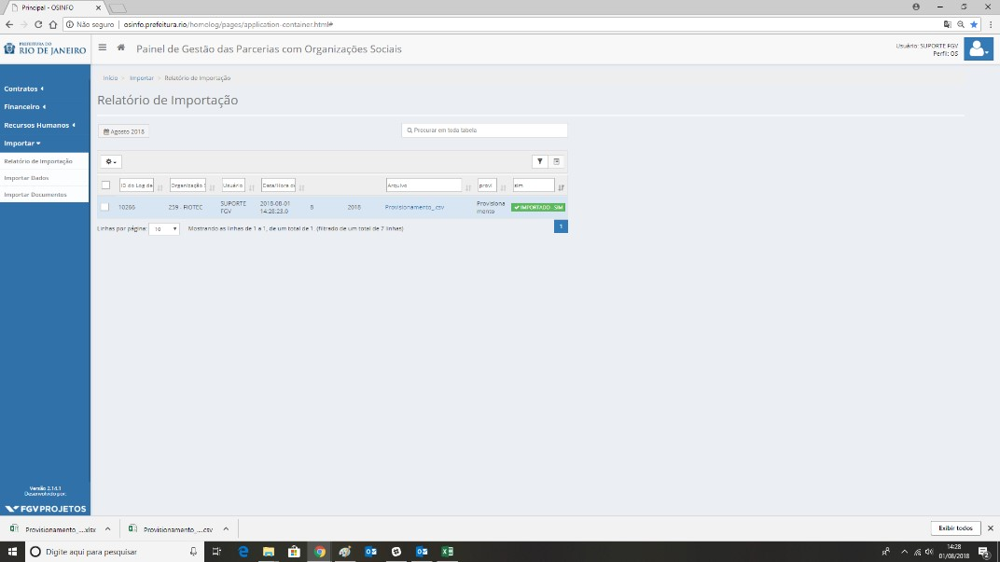 Principal - OSINFO
Não seguro | osinfo.prefeitura.rio/homolog/pages/application-container.html#
PREFEITURA DO
RIO DE JANEIRO
Painel de Gestão das Parcerias com Organizações Sociais
Usuário: SUPORTE FGV
Perfil: OS
Contratos
Financeiro
Recursos Humanos
Importar
Relatório de Importação
Importar Dados
Importar Documentos
Início > Importar > Relatório de Importação
Relatório de Importação
Agosto 2018
Procurar em toda tabela
ID do Log de Organização Usuário Data/Hora Arquivo provi sim
10266 259 - FIOTEC SUPORTE FGV 2018-08-01 14:28:23.0 8 2018 Provisionamento_.csv Provisionamento IMPORTADO - SIM
Linhas por página: 10 Mostrando as linhas de 1 a 1, de um total de 1. (filtrado de um total de 7 linhas) 1
Versão 2.14.1
Desenvolvido por:
FGV PROJETOS
Provisionamento_....xlsx
Provisionamento_....csv
Exibir todos
Digite aqui para pesquisar
14:28
01/08/2018
2